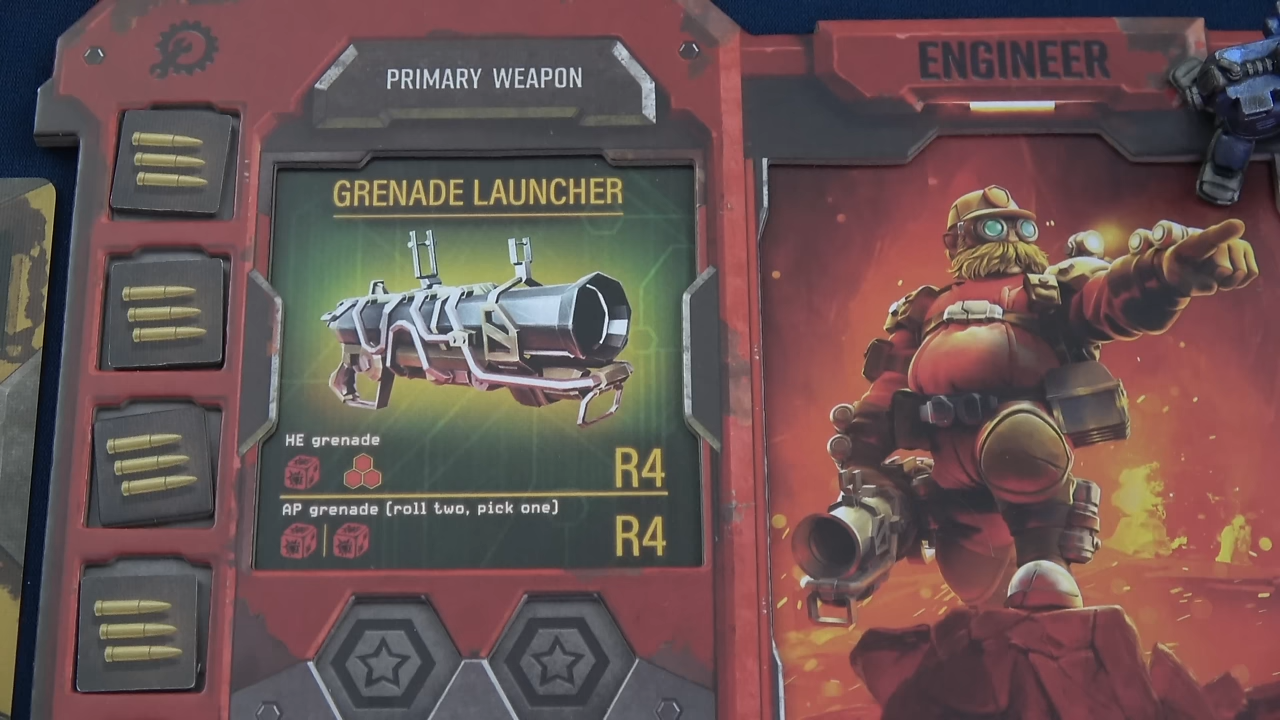 PRIMARY WEAPON
ENGINEER
GRENADE LAUNCHER
HE grenade
R4
AP grenade (roll two, pick one)
R4